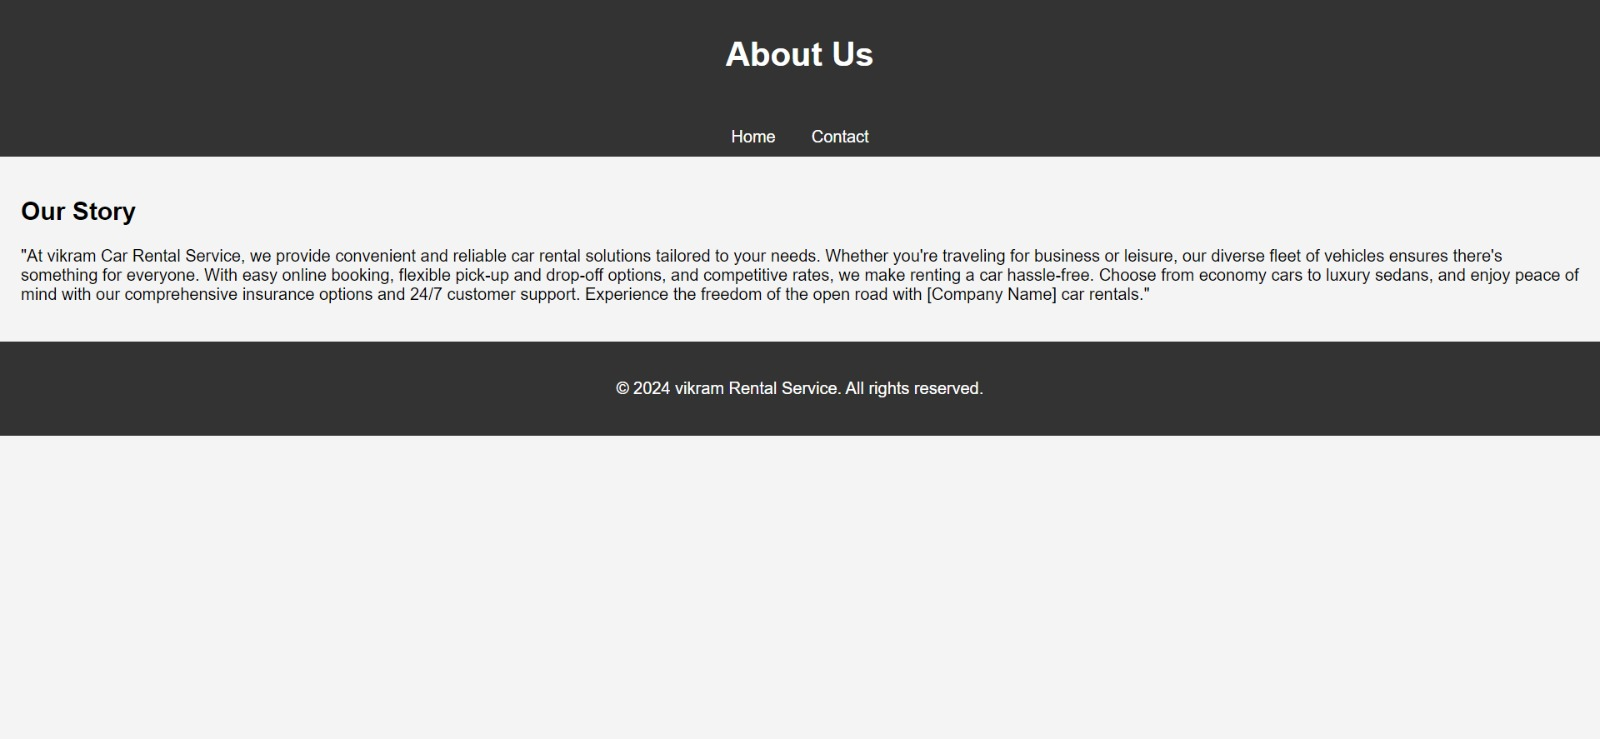 About Us
Home Contact
Our Story
"At vikram Car Rental Service, we provide convenient and reliable car rental solutions tailored to your needs. Whether you're traveling for business or leisure, our diverse fleet of vehicles ensures there's
something for everyone. With easy online booking, flexible pick-up and drop-off options, and competitive rates, we make renting a car hassle-free. Choose from economy cars to luxury sedans, and enjoy peace of
mind with our comprehensive insurance options and 24/7 customer support. Experience the freedom of the open road with [Company Name] car rentals."
© 2024 vikram Rental Service. All rights reserved.